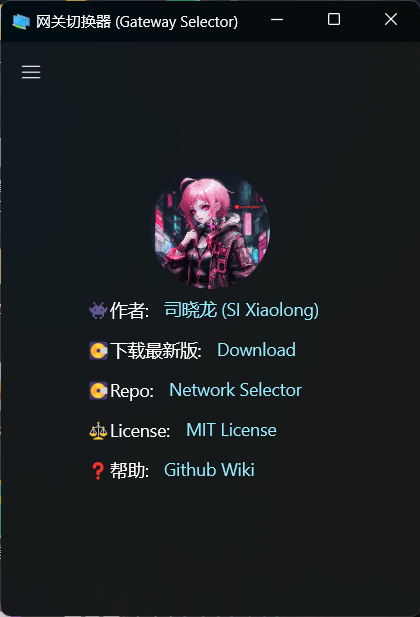 网关切换器 (Gateway Selector)
作者: 司晓龙 (SI Xiaolong)
下载最新版: Download
Repo: Network Selector
License: MIT License
帮助: Github Wiki